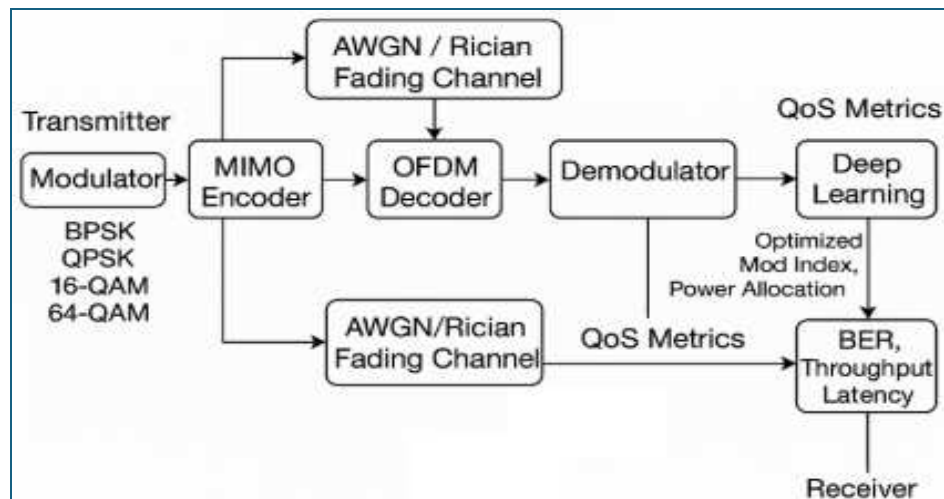 AWGN / Rician
Fading Channel
QoS Metrics
Transmitter
Modulator
MIMO
Encoder
OFDM
Decoder
Demodulator
Deep
Learning
BPSK
QPSK
16-QAM
64-QAM
Optimized
Mod Index,
Power Allocation
AWGN/Rician
Fading Channel
QoS Metrics
BER,
Throughput
Latency
Receiver